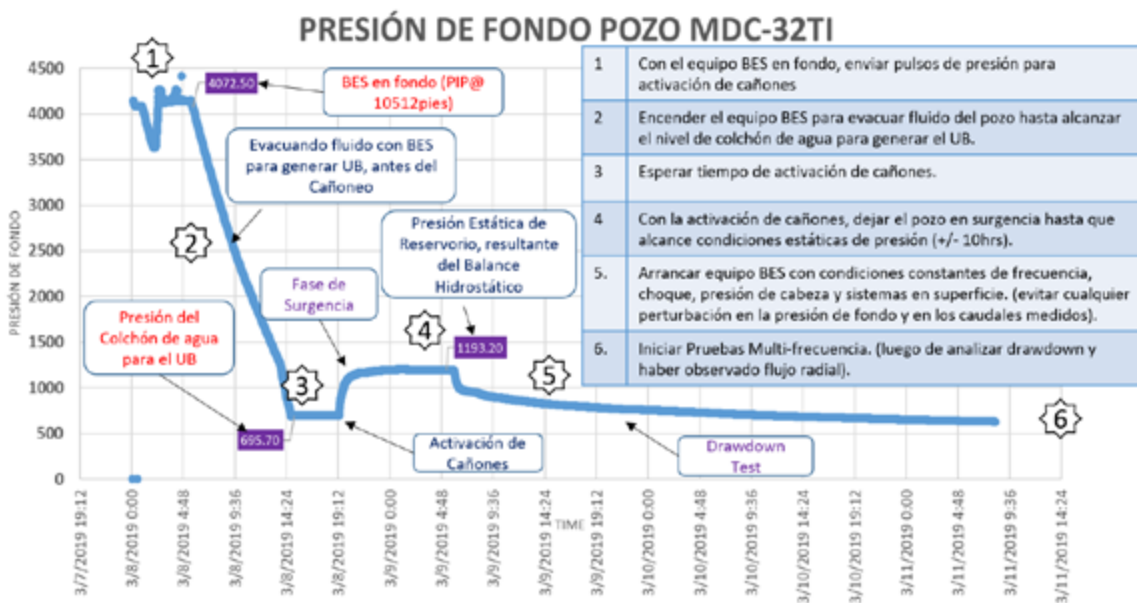 PRESIÓN DE FONDO POZO MDC-32TI
PRESIÓN DE FONDO
4500
4000
3500
3000
2500
2000
1500
1000
500
0
1
4072.50
BES en fondo (PIP@
10512pies)
Evacuando fluido con BES
para generar UB, antes del
Cañoneo
2
Presión Estática de
Reservorio, resultante
del Balance
Hidrostático
Fase de
Surgencia
Presión del
Colchón de agua
para el UB
4
1193.20
3
5
6
695.70
Activación de
Cañones
Drawdown
Test
1 Con el equipo BES en fondo, enviar pulsos de presión para
activación de cañones
2 Encender el equipo BES para evacuar fluido del pozo hasta alcanzar
el nivel de colchón de agua para generar el UB.
3 Esperar tiempo de activación de cañones.
4 Con la activación de cañones, dejar el pozo en surgencia hasta que
alcance condiciones estáticas de presión (+/- 10hrs).
5. Arrancar equipo BES con condiciones constantes de frecuencia,
choque, presión de cabeza y sistemas en superficie. (evitar cualquier
perturbación en la presión de fondo y en los caudales medidos).
6. Iniciar Pruebas Multi-frecuencia. (luego de analizar drawdown y
haber observado flujo radial).
3/7/2019 19:12
3/8/2019 0:00
3/8/2019 4:48
3/8/2019 9:36
3/8/2019 14:24
3/8/2019 19:12
3/9/2019 0:00
3/9/2019 4:48
3/9/2019 9:36
3/9/2019 14:24
3/9/2019 19:12
3/10/2019 0:00
3/10/2019 4:48
3/10/2019 9:36
3/10/2019 14:24
3/10/2019 19:12
3/11/2019 0:00
3/11/2019 4:48
3/11/2019 9:36
3/11/2019 14:24
TIME